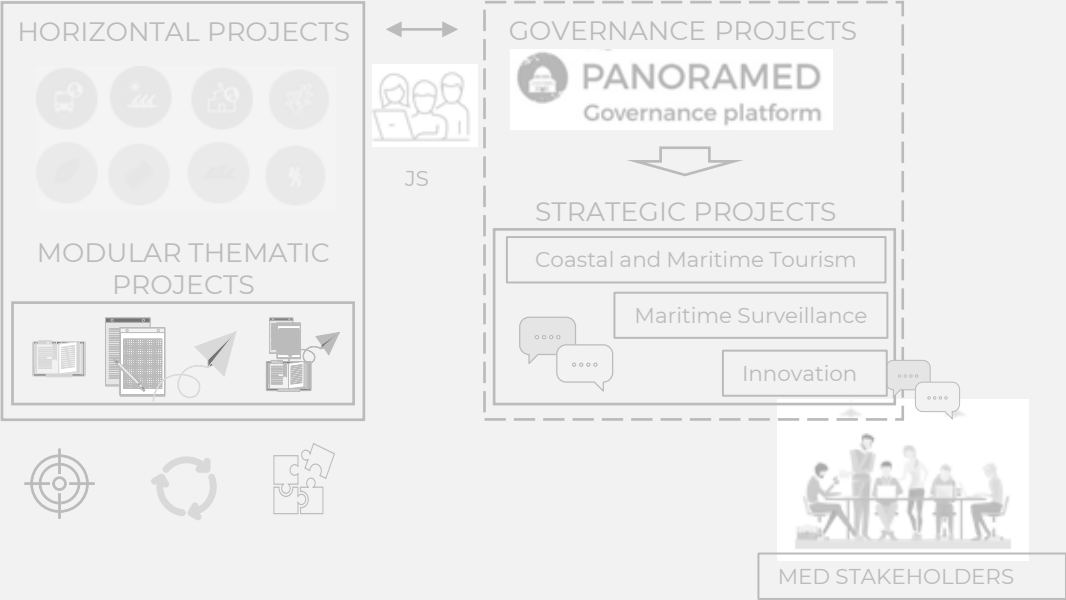 HORIZONTAL PROJECTS
MODULAR THEMATIC
PROJECTS
JS
GOVERNANCE PROJECTS
PANORAMED
Governance platform
STRATEGIC PROJECTS
Coastal and Maritime Tourism
Maritime Surveillance
Innovation
MED STAKEHOLDERS